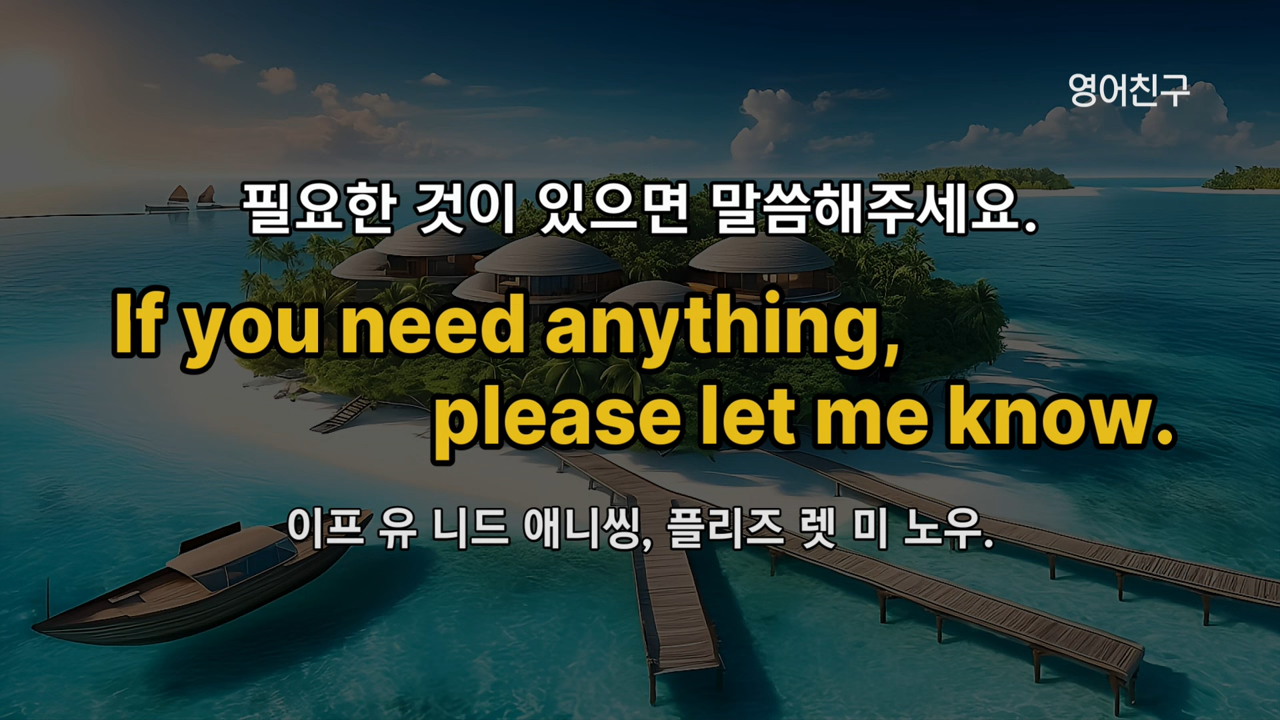 영어친구
필요한 것이 있으면 말씀해주세요.
If you need anything,
please let me know.
이프 유 니드 애니씽, 플리즈 렛 미 노우.